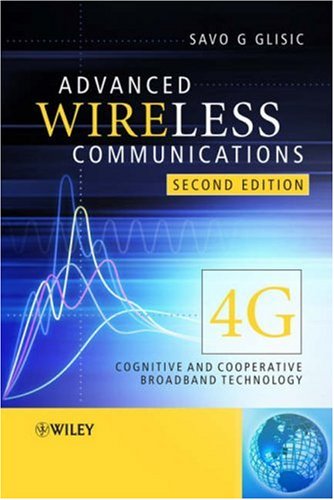 SAVO G GLISIC
ADVANCED
WIRELESS
COMMUNICATIONS
SECOND EDITION
4G
COGNITIVE AND COOPERATIVE
BROADBAND TECHNOLOGY
WILEY